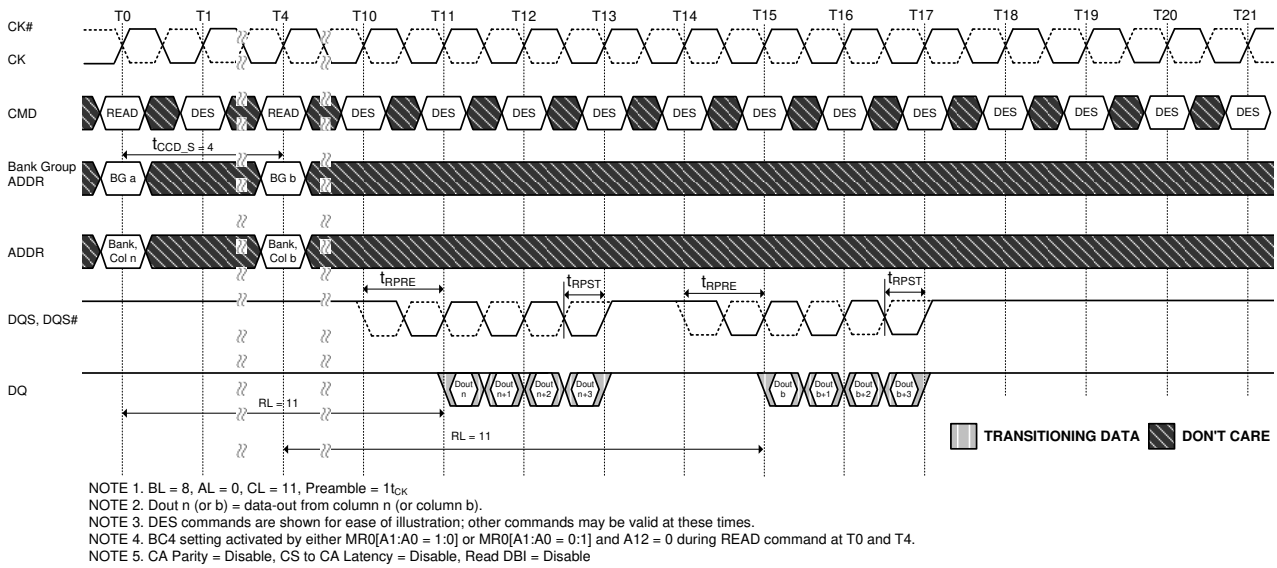 T0 T1 T4 T10 T11 T12 T13 T14 T15 T16 T17 T18 T19 T20 T21
CK#
CK
CMD READ DES READ DES DES DES DES DES DES DES DES DES DES DES DES
tCCD_S = 4
Bank Group
ADDR
BG a BG b
ADDR
Bank,
Col n
Bank,
Col b
tRPRE tRPST tRPRE tRPST
DQS, DQS#
DQ
Dout
n
Dout
n+1
Dout
n+2
Dout
n+3
Dout
b
Dout
b+1
Dout
b+2
Dout
b+3
RL = 11
RL = 11
TRANSITIONING DATA DON'T CARE
NOTE 1. BL = 8, AL = 0, CL = 11, Preamble = 1tCK
NOTE 2. Dout n (or b) = data-out from column n (or column b).
NOTE 3. DES commands are shown for ease of illustration; other commands may be valid at these times.
NOTE 4. BC4 setting activated by either MR0[A1:A0 = 1:0] or MR0[A1:A0 = 0:1] and A12 = 0 during READ command at T0 and T4.
NOTE 5. CA Parity = Disable, CS to CA Latency = Disable, Read DBI = Disable